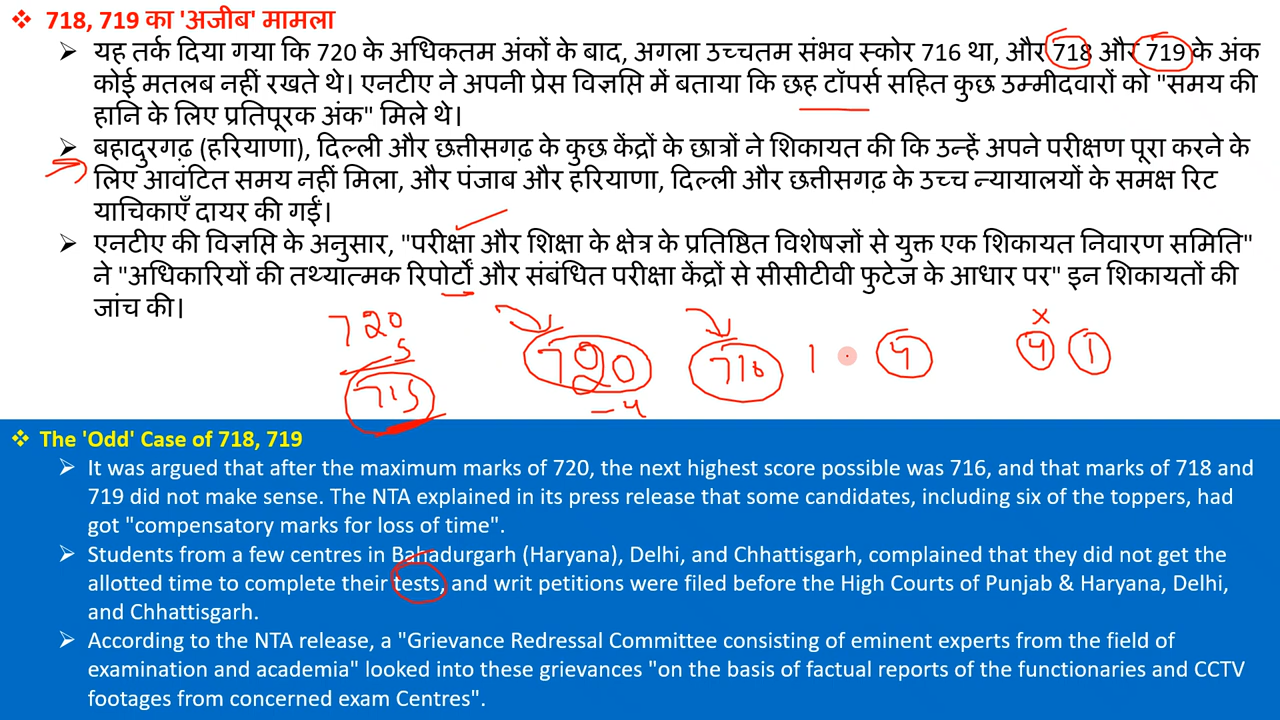 ❖ 718, 719 का 'अजीब' मामला
➢ यह तर्क दिया गया कि 720 के अधिकतम अंकों के बाद, अगला उच्चतम संभव स्कोर 716 था, और 718 और 719 के अंक
कोई मतलब नहीं रखते थे। एनटीए ने अपनी प्रेस विज्ञप्ति में बताया कि छह टॉपर्स सहित कुछ उम्मीदवारों को "समय की
हानि के लिए प्रतिपूरक अंक" मिले थे।
➢ बहादुरगढ़ (हरियाणा), दिल्ली और छत्तीसगढ़ के कुछ केंद्रों के छात्रों ने शिकायत की कि उन्हें अपने परीक्षण पूरा करने के
लिए आवंटित समय नहीं मिला, और पंजाब और हरियाणा, दिल्ली और छत्तीसगढ़ के उच्च न्यायालयों के समक्ष रिट
याचिकाएँ दायर की गईं।
➢ एनटीए की विज्ञप्ति के अनुसार, "परीक्षा और शिक्षा के क्षेत्र के प्रतिष्ठित विशेषज्ञों से युक्त एक शिकायत निवारण समिति"
ने "अधिकारियों की तथ्यात्मक रिपोर्टों और संबंधित परीक्षा केंद्रों से सीसीटीवी फुटेज के आधार पर" इन शिकायतों की
जांच की।
720 x
5 720 716 1 4 4 1
715 -4
❖ The 'Odd' Case of 718, 719
➢ It was argued that after the maximum marks of 720, the next highest score possible was 716, and that marks of 718 and
719 did not make sense. The NTA explained in its press release that some candidates, including six of the toppers, had
got "compensatory marks for loss of time".
➢ Students from a few centres in Bahadurgarh (Haryana), Delhi, and Chhattisgarh, complained that they did not get the
allotted time to complete their tests, and writ petitions were filed before the High Courts of Punjab & Haryana, Delhi,
and Chhattisgarh.
➢ According to the NTA release, a "Grievance Redressal Committee consisting of eminent experts from the field of
examination and academia" looked into these grievances "on the basis of factual reports of the functionaries and CCTV
footages from concerned exam Centres".